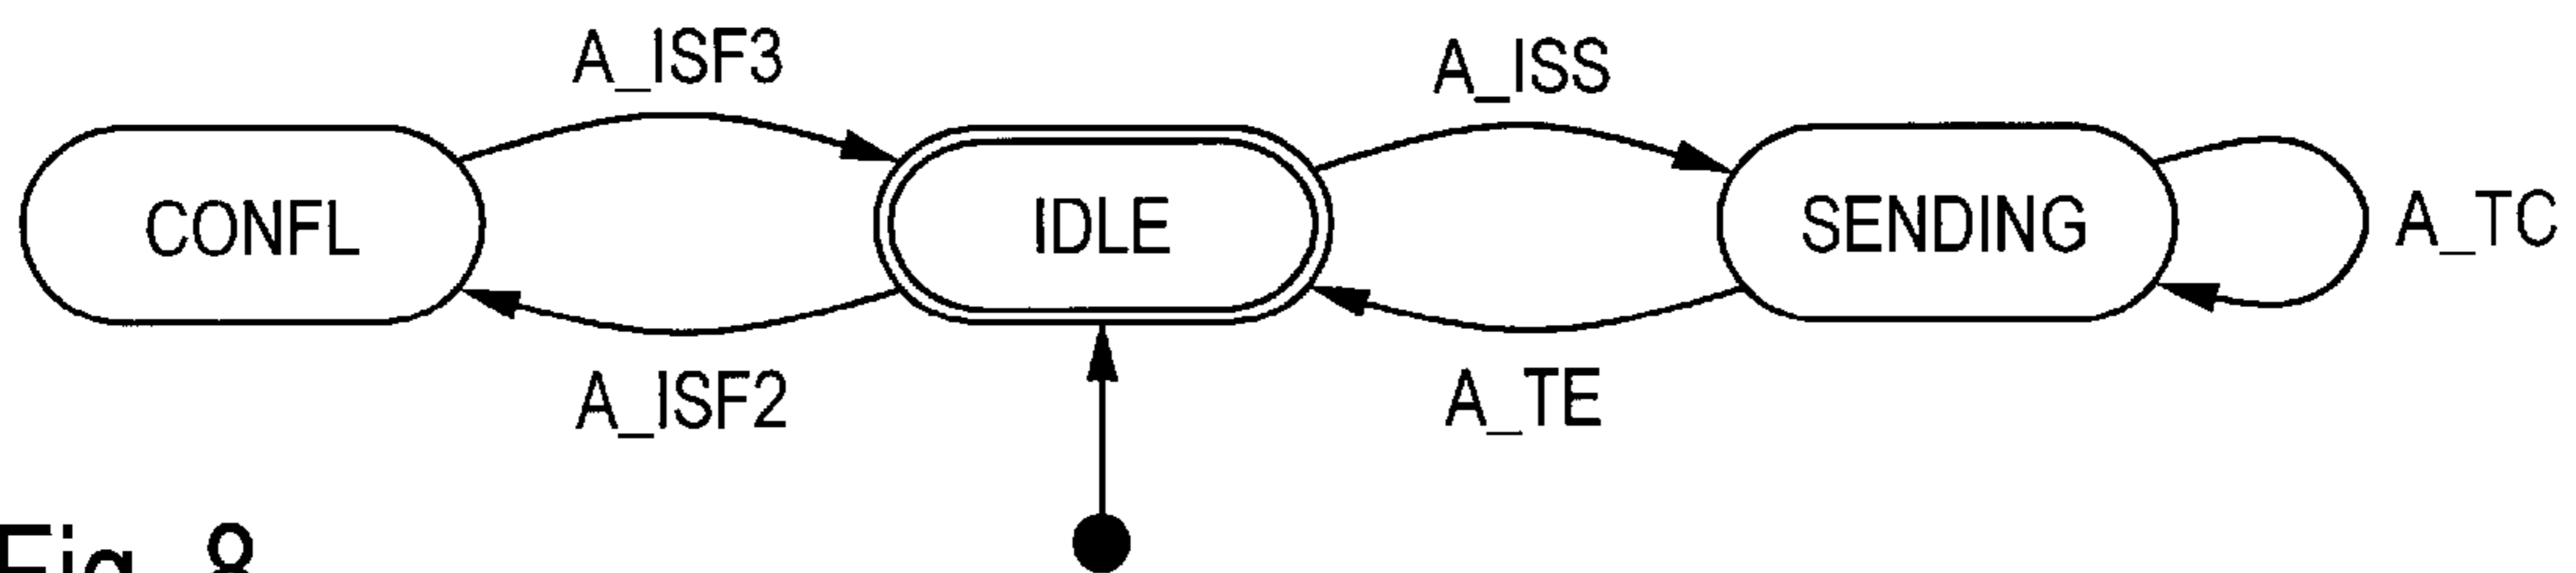 A_ISF3
A_ISS
CONFL
IDLE
SENDING
A_TC
A_ISF2
A_TE
Fig. 8